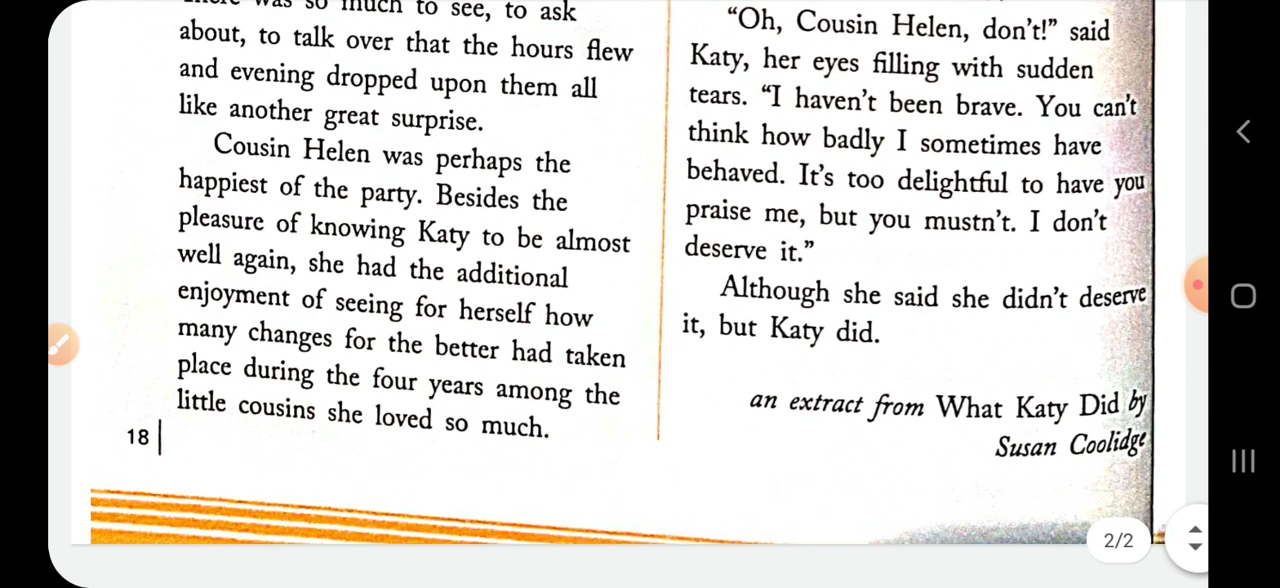 There was so much to see, to ask
about, to talk over that the hours flew
and evening dropped upon them all
like another great surprise.
Cousin Helen was perhaps the
happiest of the party. Besides the
pleasure of knowing Katy to be almost
well again, she had the additional
enjoyment of seeing for herself how
many changes for the better had taken
place during the four years among the
little cousins she loved so much.
18
"Oh, Cousin Helen, don't!" said
Katy, her eyes filling with sudden
tears. "I haven't been brave. You can't
think how badly I sometimes have
behaved. It's too delightful to have you
praise me, but you mustn't. I don't
deserve it."
Although she said she didn't deserve
it, but Katy did.
an extract from What Katy Did by
Susan Coolidge
2/2